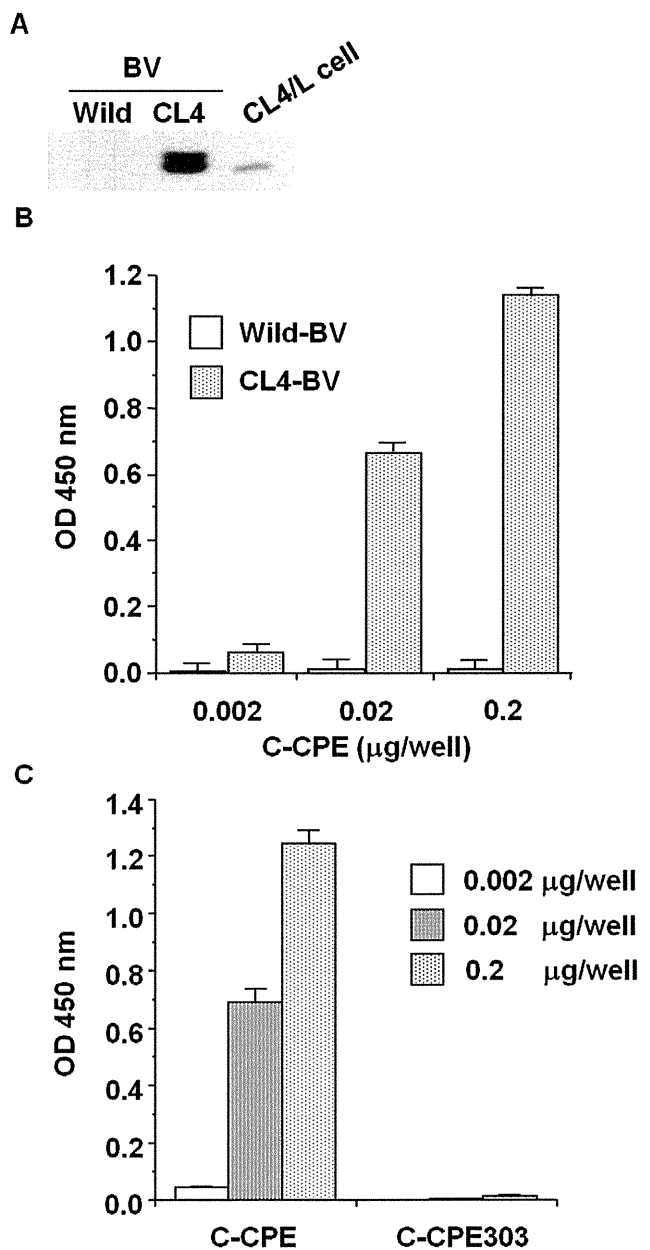 A
BV
Wild CL4 CL4/L cell
B
1.2
1.0
0.8
0.6
0.4
0.2
0.0
OD 450 nm
Wild-BV
CL4-BV
0.002 0.02 0.2
C-CPE (μg/well)
C
1.4
1.2
1.0
0.8
0.6
0.4
0.2
0.0
OD 450 nm
0.002 μg/well
0.02 μg/well
0.2 μg/well
C-CPE C-CPE303